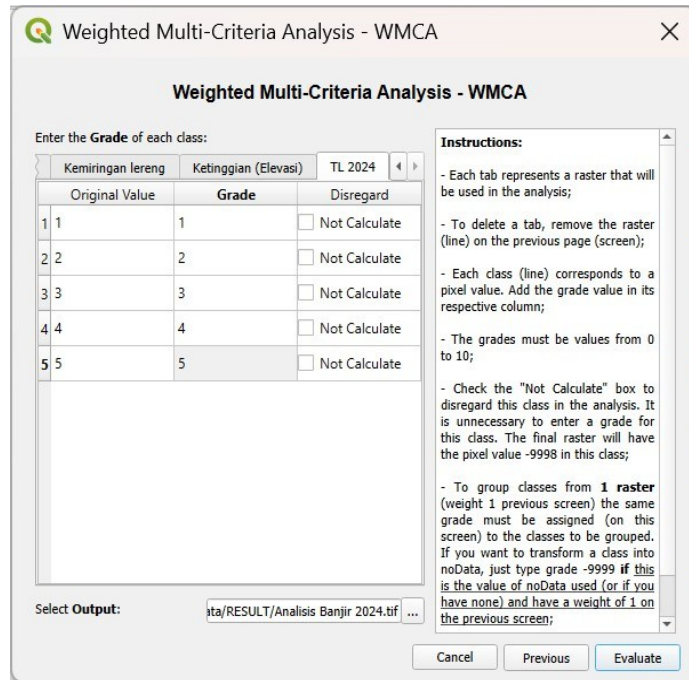 Weighted Multi-Criteria Analysis - WMCA
Weighted Multi-Criteria Analysis - WMCA
Enter the Grade of each class:
Kemiringan lereng Ketinggian (Elevasi) TL 2024
Original Value Grade Disregard
1 1 1 Not Calculate
2 2 2 Not Calculate
3 3 3 Not Calculate
4 4 4 Not Calculate
5 5 5 Not Calculate
Select Output: ata/RESULT/Analisis Banjir 2024.tif ...
Instructions:
- Each tab represents a raster that will
be used in the analysis;
- To delete a tab, remove the raster
(line) on the previous page (screen);
- Each class (line) corresponds to a
pixel value. Add the grade value in its
respective column;
- The grades must be values from 0
to 10;
- Check the "Not Calculate" box to
disregard this class in the analysis. It
is unnecessary to enter a grade for
this class. The final raster will have
the pixel value -9998 in this class;
- To group classes from 1 raster
(weight 1 previous screen) the same
grade must be assigned (on this
screen) to the classes to be grouped.
If you want to transform a class into
noData, just type grade -9999 if this
is the value of noData used (or if you
have none) and have a weight of 1 on
the previous screen;
Cancel Previous Evaluate